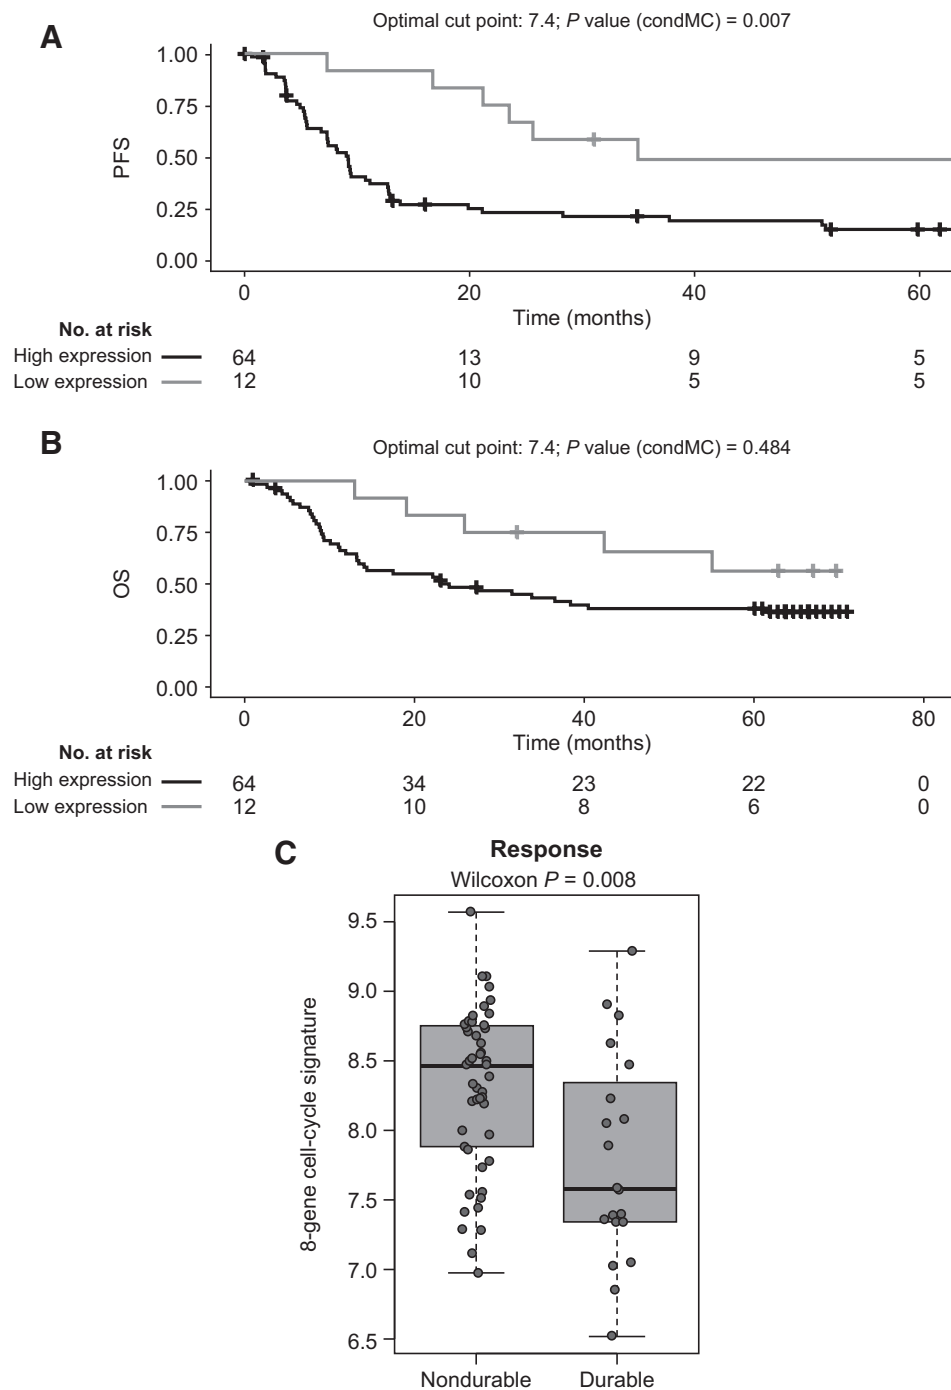 A
Optimal cut point: 7.4; P value (condMC) = 0.007
1.00
0.75
0.50
0.25
0.00
PFS
0 20 40 60
Time (months)
No. at risk
High expression 64 13 9 5
Low expression 12 10 5 5
B
Optimal cut point: 7.4; P value (condMC) = 0.484
1.00
0.75
0.50
0.25
0.00
OS
0 20 40 60 80
Time (months)
No. at risk
High expression 64 34 23 22 0
Low expression 12 10 8 6 0
C
Response
Wilcoxon P = 0.008
9.5
9.0
8.5
8.0
7.5
7.0
6.5
8-gene cell-cycle signature
Nondurable Durable